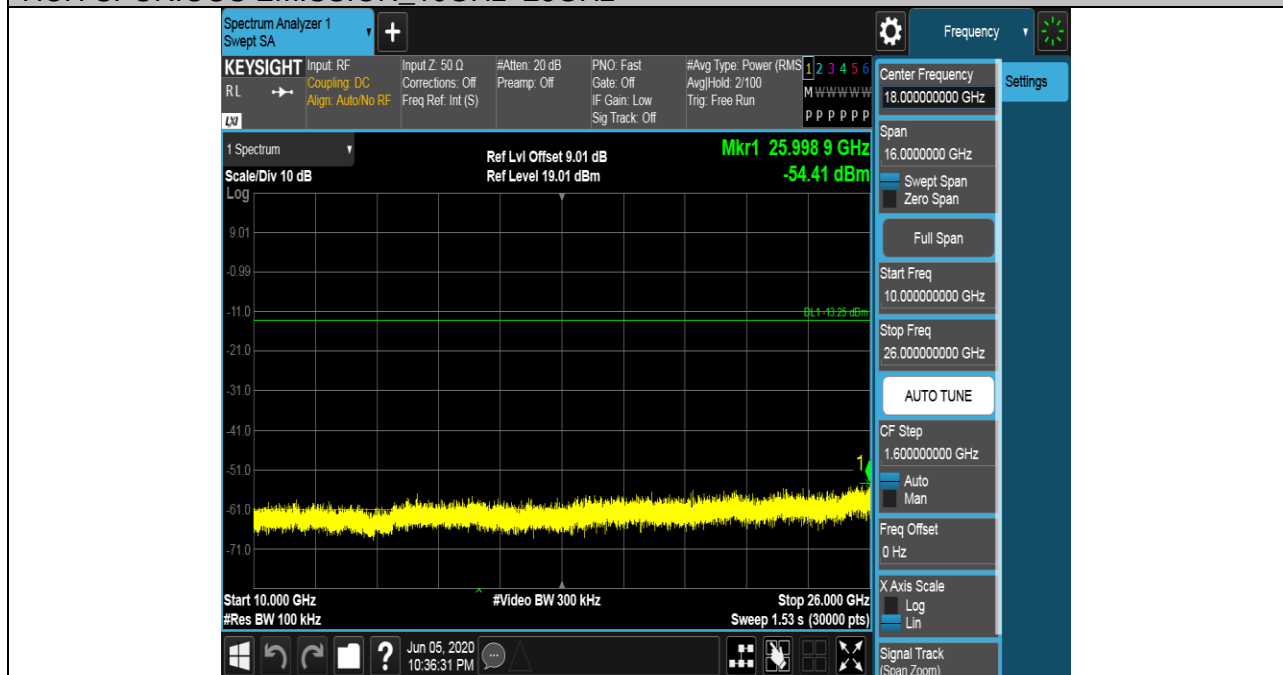 Spectrum Analyzer 1
Swept SA
+
Frequency
KEYSIGHT
RL
LXI
Input: RF
Coupling: DC
Align: Auto/No RF
Input Z: 50 Ω
Corrections: Off
Freq Ref: Int (S)
#Atten: 20 dB
Preamp: Off
PNO: Fast
Gate: Off
IF Gain: Low
Sig Track: Off
#Avg Type: Power (RMS
Avg|Hold: 2/100
Trig: Free Run
1 2 3 4 5 6
M W W W W W
P P P P P P
1 Spectrum
Scale/Div 10 dB
Log
Ref Lvl Offset 9.01 dB
Ref Level 19.01 dBm
Mkr1 25.998 9 GHz
-54.41 dBm
9.01
-0.99
-11.0
DL1 -13.25 dBm
-21.0
-31.0
-41.0
-51.0
1
-61.0
-71.0
Start 10.000 GHz
#Video BW 300 kHz
Stop 26.000 GHz
#Res BW 100 kHz
Sweep 1.53 s (30000 pts)
?
Jun 05, 2020
10:36:31 PM
Center Frequency
18.000000000 GHz
Settings
Span
16.0000000 GHz
Swept Span
Zero Span
Full Span
Start Freq
10.000000000 GHz
Stop Freq
26.000000000 GHz
AUTO TUNE
CF Step
1.600000000 GHz
Auto
Man
Freq Offset
0 Hz
X Axis Scale
Log
Lin
Signal Track
(Span Zoom)